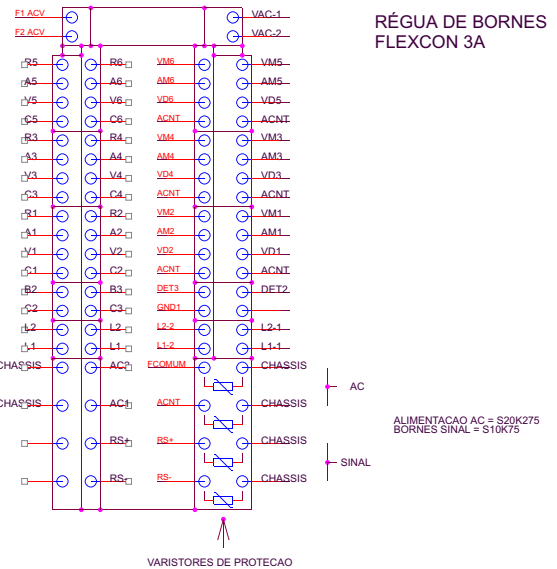 F1 ACV VAC-1
RÉGUA DE BORNES
FLEXCON 3A
F2 ACV VAC-2
R5 R6 VM6 VM5
A5 A6 AM6 AM5
V5 V6 VD6 VD5
C5 C6 ACNT ACNT
R3 R4 VM4 VM3
A3 A4 AM4 AM3
V3 V4 VD4 VD3
C3 C4 ACNT ACNT
R1 R2 VM2 VM1
A1 A2 AM2 AM1
V1 V2 VD2 VD1
C1 C2 ACNT ACNT
B2 B3 DET3 DET2
C2 C3 GND1
L2 L2 L2-2 L2-1
L1 L1 L1-2 L1-1
CHASSIS AC2 FCOMUM CHASSIS
AC
CHASSIS AC1 ACNT CHASSIS
ALIMENTACAO AC = S20K275
BORNES SINAL = S10K75
RS+ RS+ CHASSIS
SINAL
RS- RS- CHASSIS
VARISTORES DE PROTECAO